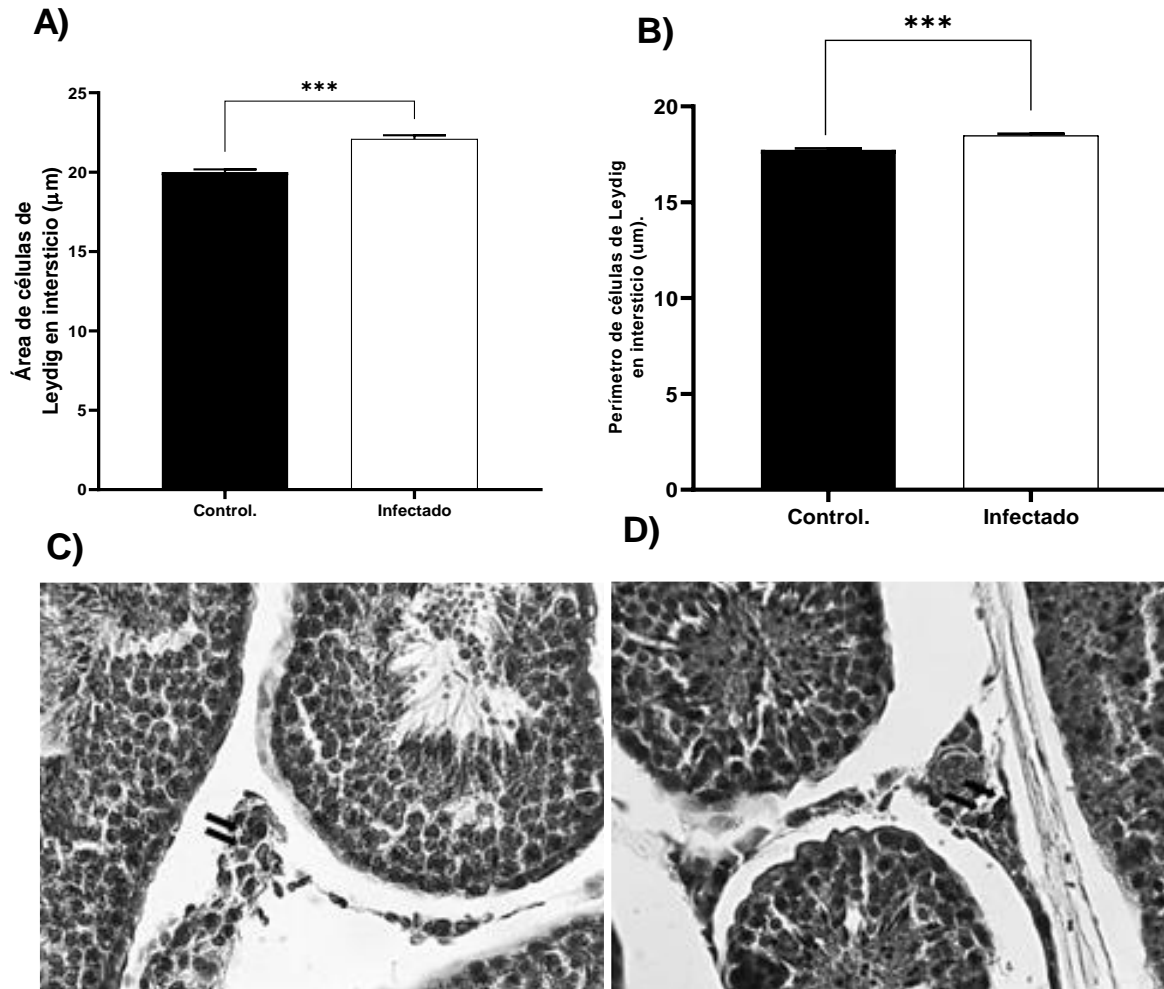 A)
***
25
20
15
10
5
0
Área de células de
Leydig en intersticio (µm)
Control.
Infectado
B)
***
20
15
10
5
0
Perímetro de células de Leydig
en intersticio (um).
Control.
Infectado
C)
D)